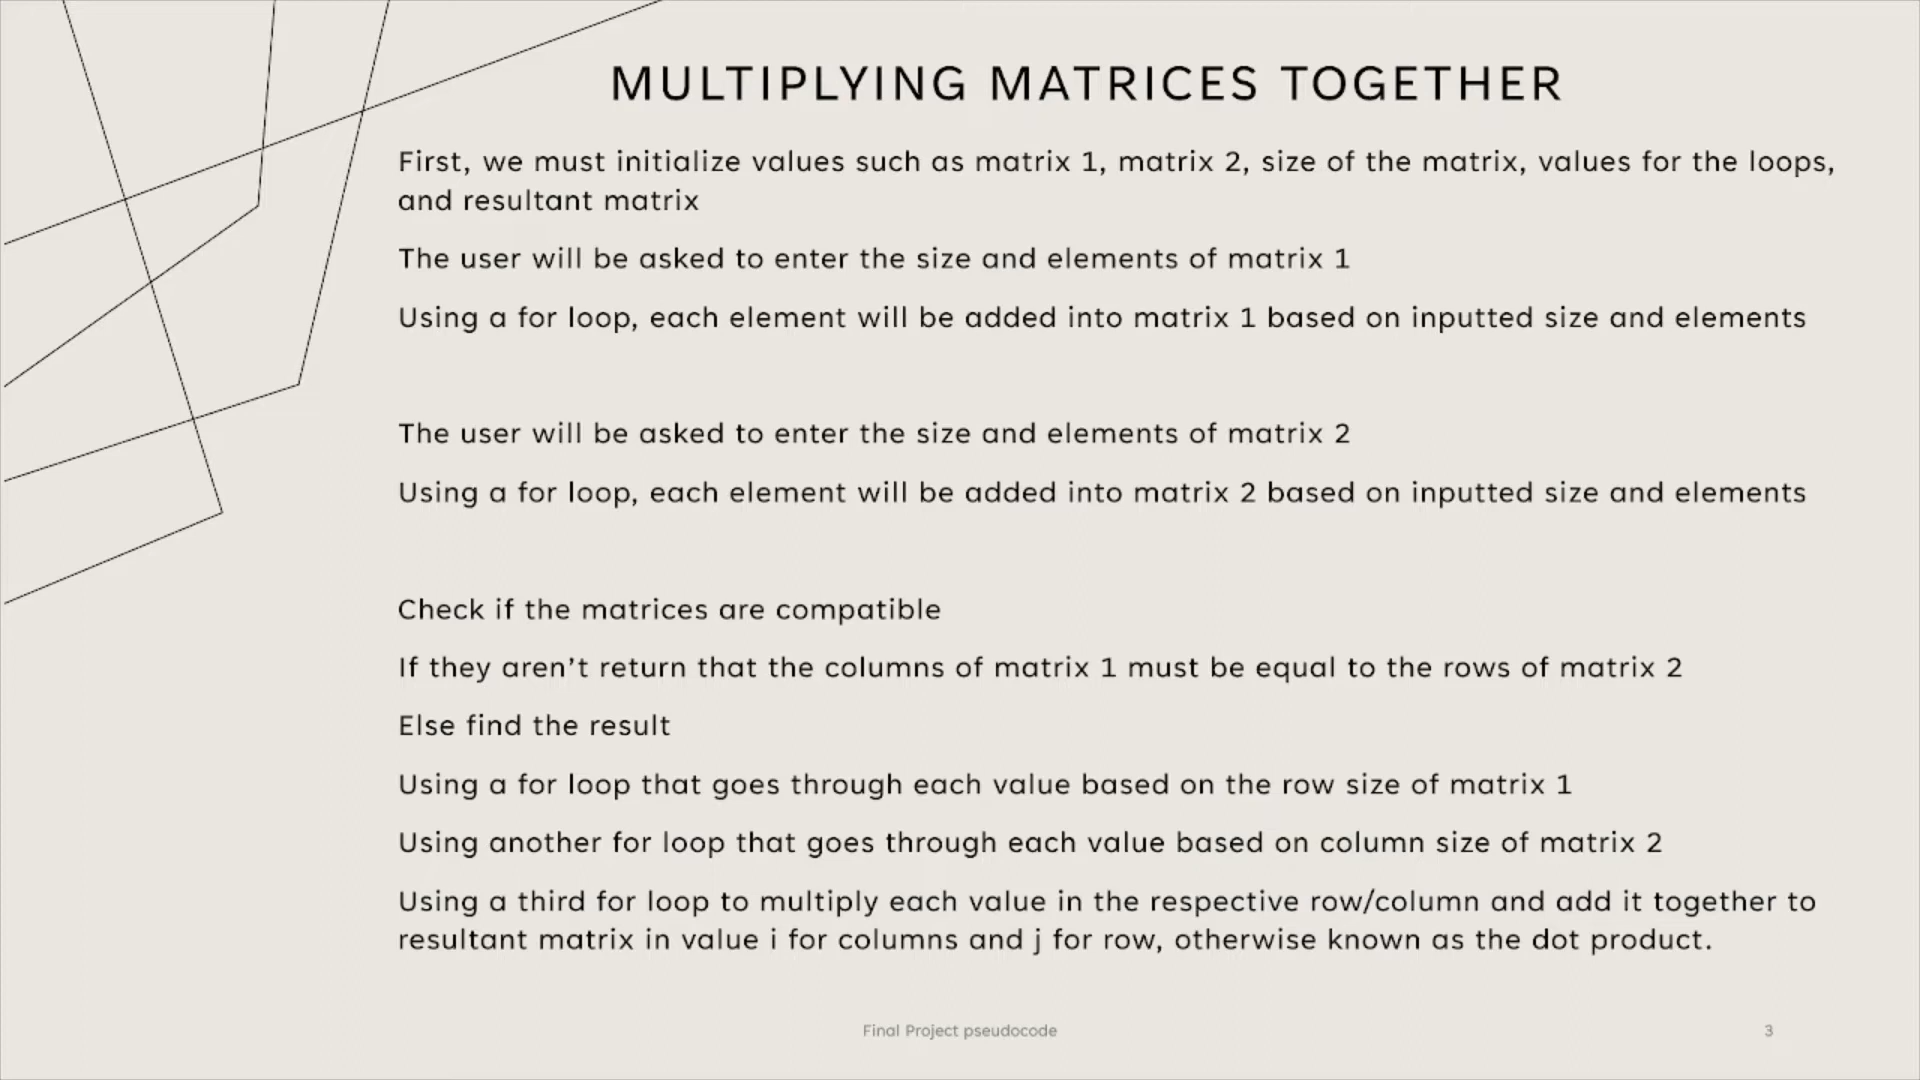 MULTIPLYING MATRICES TOGETHER
First, we must initialize values such as matrix 1, matrix 2, size of the matrix, values for the loops,
and resultant matrix
The user will be asked to enter the size and elements of matrix 1
Using a for loop, each element will be added into matrix 1 based on inputted size and elements
The user will be asked to enter the size and elements of matrix 2
Using a for loop, each element will be added into matrix 2 based on inputted size and elements
Check if the matrices are compatible
If they aren’t return that the columns of matrix 1 must be equal to the rows of matrix 2
Else find the result
Using a for loop that goes through each value based on the row size of matrix 1
Using another for loop that goes through each value based on column size of matrix 2
Using a third for loop to multiply each value in the respective row/column and add it together to
resultant matrix in value i for columns and j for row, otherwise known as the dot product.
Final Project pseudocode
3